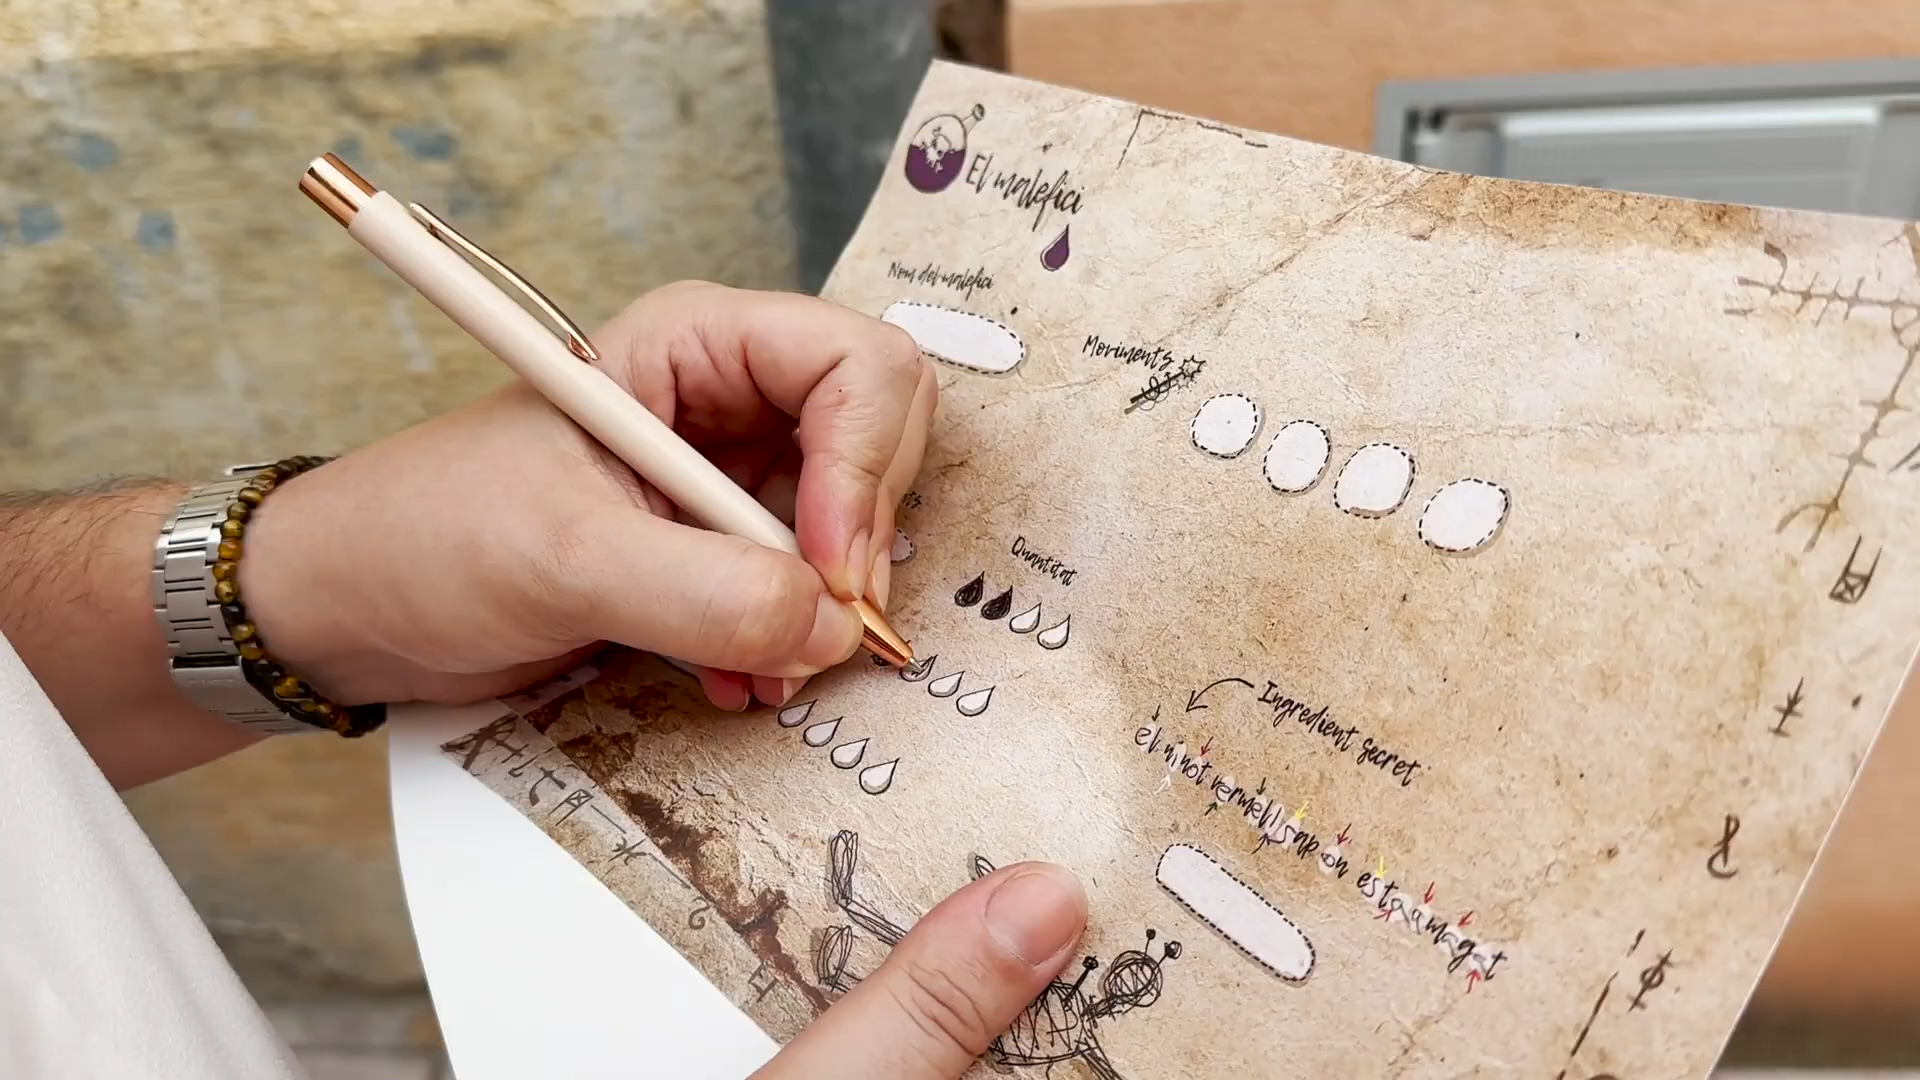 El malefici
Nom del malefici
Moviments
Quantitat
Ingredient secret
el ninot vermell sap on està amagat